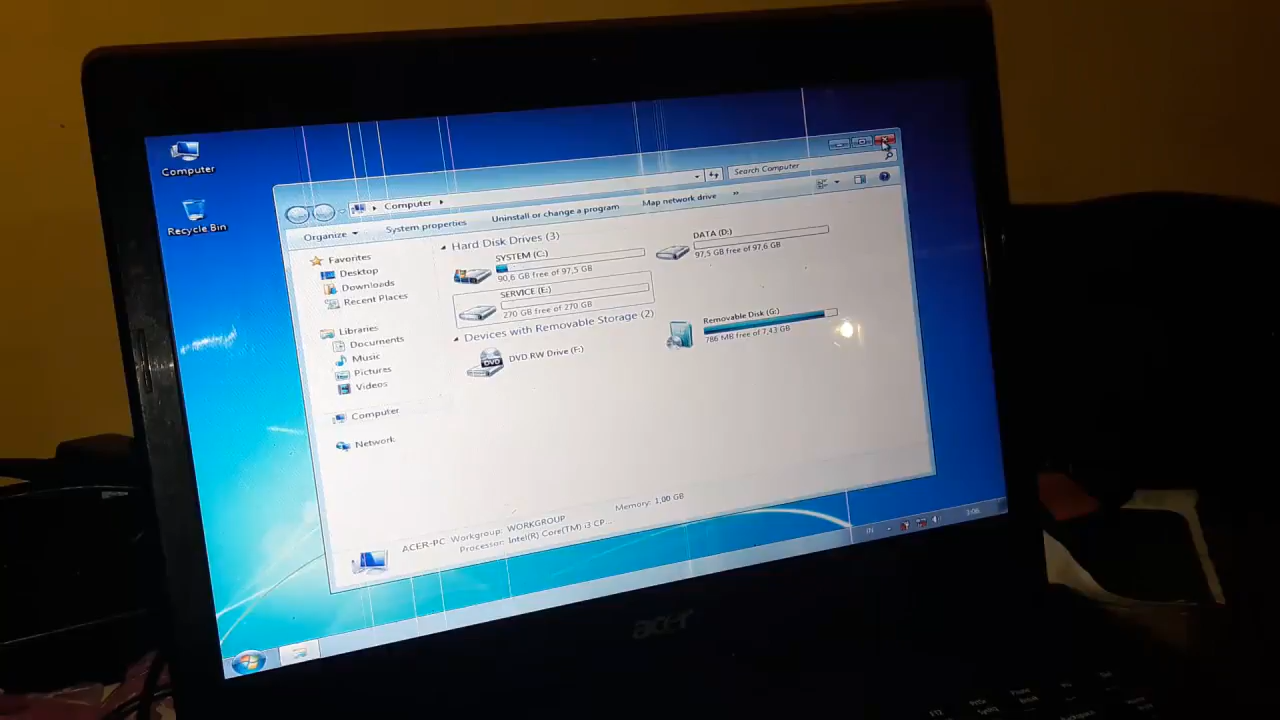 Computer
Recycle Bin
Computer
Search Computer
Organize
System properties
Uninstall or change a program
Map network drive
»
Favorites
Desktop
Downloads
Recent Places
Libraries
Documents
Music
Pictures
Videos
Computer
Network
Hard Disk Drives (3)
SYSTEM (C:)
90,6 GB free of 97,5 GB
DATA (D:)
97,5 GB free of 97,6 GB
SERVICE (E:)
270 GB free of 270 GB
Devices with Removable Storage (2)
DVD RW Drive (F:)
DVD
Removable Disk (G:)
786 MB free of 7,43 GB
ACER-PC Workgroup: WORKGROUP
Memory: 1,00 GB
Processor: Intel(R) Core(TM) i3 CP...
IN
acer
F12